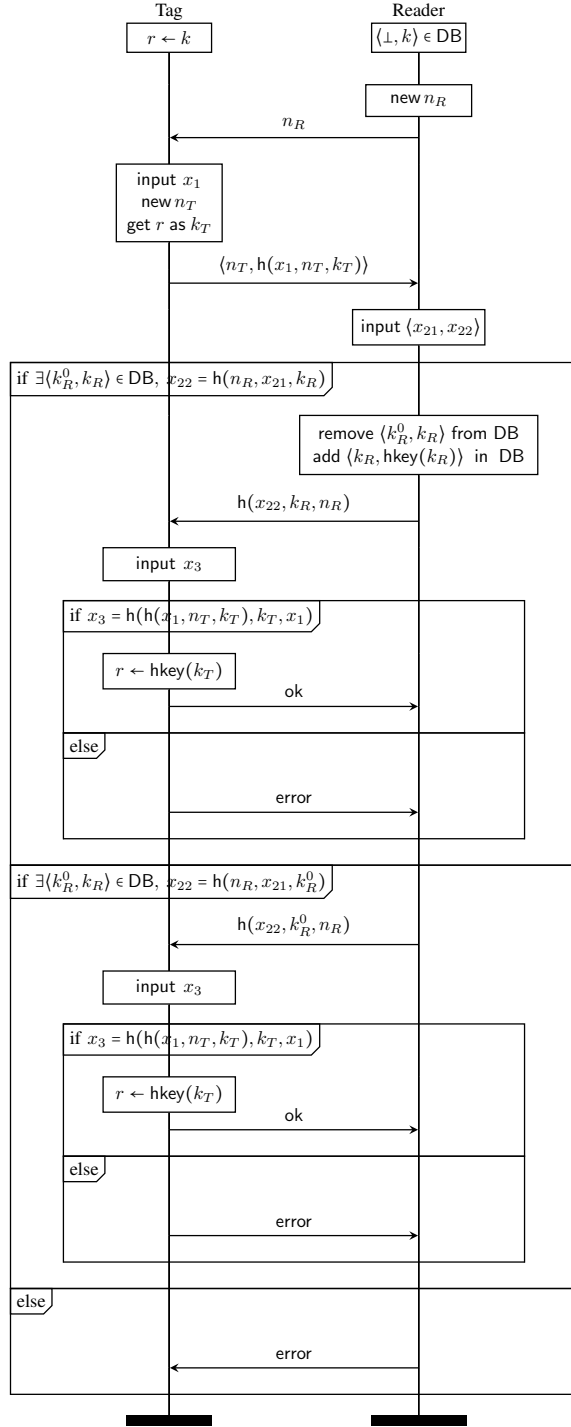 Tag Reader
r ← k ⟨⊥, k⟩ ∈ DB
new n_R
n_R
input x_1
new n_T
get r as k_T
⟨n_T, h(x_1, n_T, k_T)⟩
input ⟨x_21, x_22⟩
if ∃⟨k_R^0, k_R⟩ ∈ DB, x_22 = h(n_R, x_21, k_R)
remove ⟨k_R^0, k_R⟩ from DB
add ⟨k_R, hkey(k_R)⟩ in DB
h(x_22, k_R, n_R)
input x_3
if x_3 = h(h(x_1, n_T, k_T), k_T, x_1)
r ← hkey(k_T)
ok
else
error
if ∃⟨k_R^0, k_R⟩ ∈ DB, x_22 = h(n_R, x_21, k_R^0)
h(x_22, k_R^0, n_R)
input x_3
if x_3 = h(h(x_1, n_T, k_T), k_T, x_1)
r ← hkey(k_T)
ok
else
error
else
error